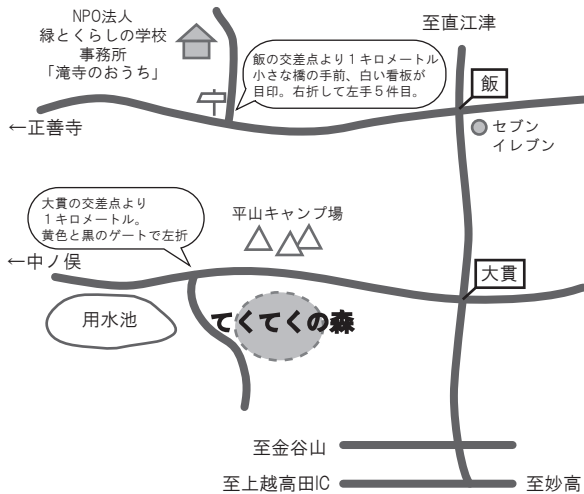 NPO法人
緑とくらしの学校
事務所
「滝寺のおうち」
至直江津
飯の交差点より1キロメートル
小さな橋の手前、白い看板が
目印。右折して左手5件目。
飯
←正善寺
セブン
イレブン
大貫の交差点より
1キロメートル。
黄色と黒のゲートで左折
平山キャンプ場
←中ノ俣
大貫
用水池
てくてくの森
至金谷山
至上越高田IC
至妙高